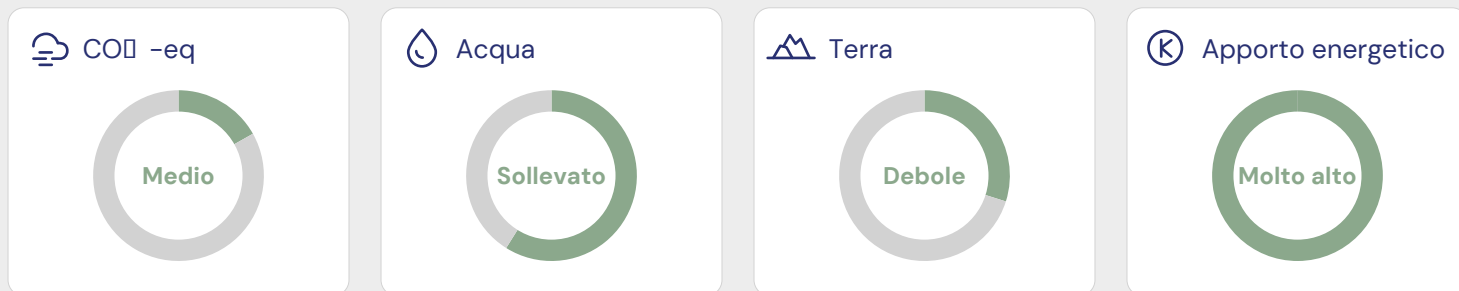 CO▯ -eq
Acqua
Terra
Apporto energetico
Medio
Sollevato
Debole
Molto alto